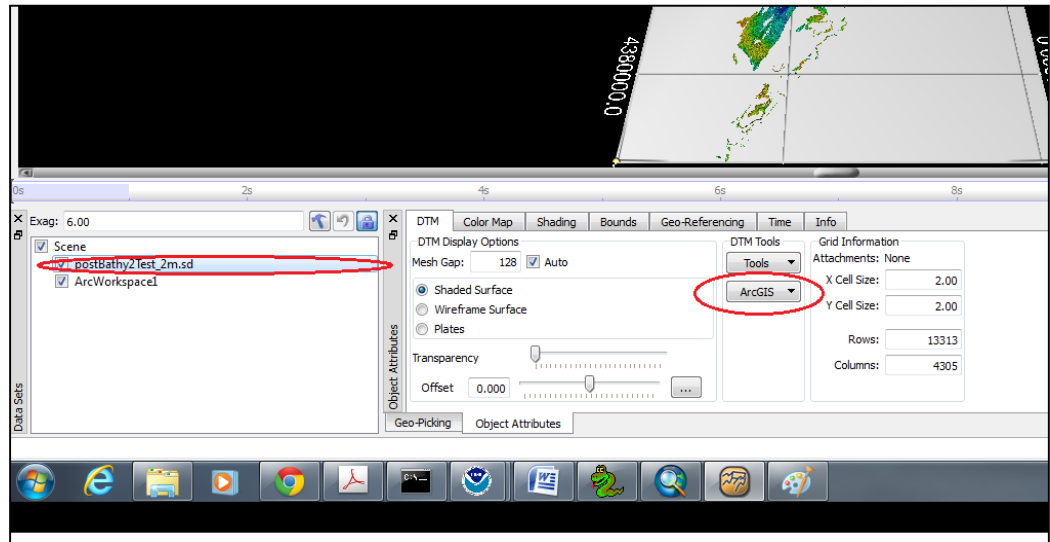 4380000.0
0s 2s 4s 6s 8s
Exag: 6.00
Scene
postBathy2Test_2m.sd
ArcWorkspace1
Data Sets
Object Attributes
DTM Color Map Shading Bounds Geo-Referencing Time Info
DTM Display Options
Mesh Gap: 128 Auto
Shaded Surface
Wireframe Surface
Plates
Transparency
Offset 0.000 ...
DTM Tools
Tools
ArcGIS
Grid Information
Attachments: None
X Cell Size: 2.00
Y Cell Size: 2.00
Rows: 13313
Columns: 4305
Geo-Picking Object Attributes
C:\_
W